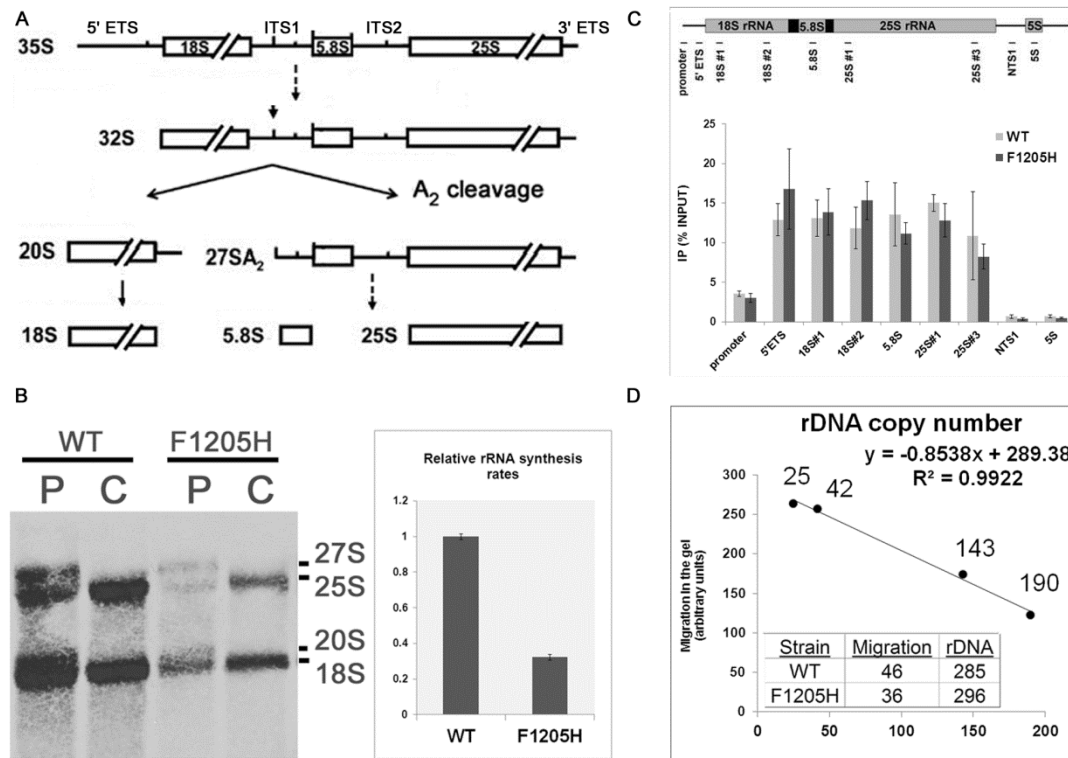 A
5' ETS
ITS1
ITS2
3' ETS
35S
18S
5.8S
25S
32S
A2 cleavage
20S
27SA2
18S
5.8S
25S
B
WT
F1205H
P
C
P
C
27S
25S
20S
18S
Relative rRNA synthesis
rates
1.2
1
0.8
0.6
0.4
0.2
0
WT
F1205H
C
18S rRNA
5.8S
25S rRNA
5S
promoter
5' ETS
18S #1
18S #2
5.8S
25S #1
25S #3
NTS1
5S
WT
F1205H
IP (% INPUT)
25
20
15
10
5
0
promoter
5'ETS
18S#1
18S#2
5.8S
25S#1
25S#3
NTS1
5S
D
rDNA copy number
y = -0.8538x + 289.38
R² = 0.9922
Migration in the gel
(arbitrary units)
300
250
200
150
100
50
0
25
42
143
190
Strain Migration rDNA
WT 46 285
F1205H 36 296
0 50 100 150 200